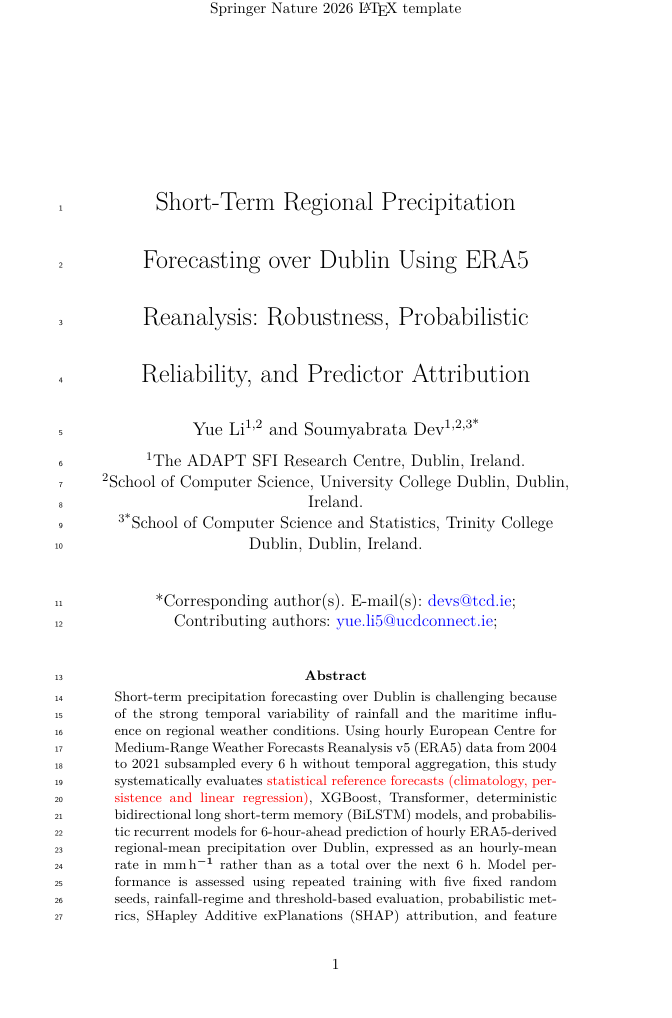 Springer Nature 2026 LATEX template
1 Short-Term Regional Precipitation
2 Forecasting over Dublin Using ERA5
3 Reanalysis: Robustness, Probabilistic
4 Reliability, and Predictor Attribution
5 Yue Li1,2 and Soumyabrata Dev1,2,3*
6 1The ADAPT SFI Research Centre, Dublin, Ireland.
7 2School of Computer Science, University College Dublin, Dublin,
8 Ireland.
9 3*School of Computer Science and Statistics, Trinity College
10 Dublin, Dublin, Ireland.
11 *Corresponding author(s). E-mail(s): devs@tcd.ie;
12 Contributing authors: yue.li5@ucdconnect.ie;
13 Abstract
14 Short-term precipitation forecasting over Dublin is challenging because
15 of the strong temporal variability of rainfall and the maritime influ-
16 ence on regional weather conditions. Using hourly European Centre for
17 Medium-Range Weather Forecasts Reanalysis v5 (ERA5) data from 2004
18 to 2021 subsampled every 6 h without temporal aggregation, this study
19 systematically evaluates statistical reference forecasts (climatology, per-
20 sistence and linear regression), XGBoost, Transformer, deterministic
21 bidirectional long short-term memory (BiLSTM) models, and probabilis-
22 tic recurrent models for 6-hour-ahead prediction of hourly ERA5-derived
23 regional-mean precipitation over Dublin, expressed as an hourly-mean
24 rate in mm h−1 rather than as a total over the next 6 h. Model per-
25 formance is assessed using repeated training with five fixed random
26 seeds, rainfall-regime and threshold-based evaluation, probabilistic met-
27 rics, SHapley Additive exPlanations (SHAP) attribution, and feature
1